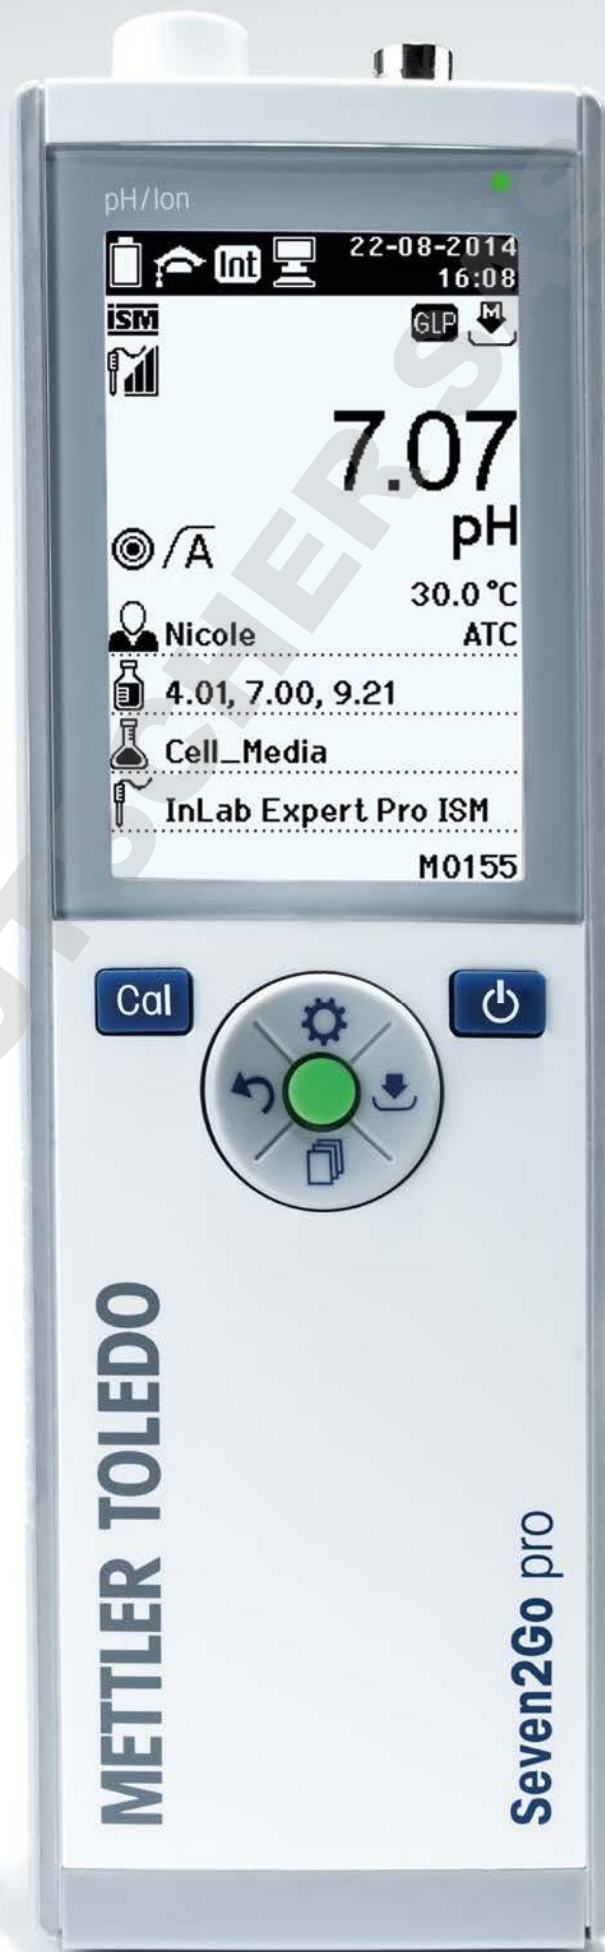 pH/Ion
Int 22-08-2014
16:08
ISM GLP M
7.07
pH
A
30.0 °C
Nicole ATC
4.01, 7.00, 9.21
Cell_Media
InLab Expert Pro ISM
M0155
Cal
METTLER TOLEDO
Seven2Go pro